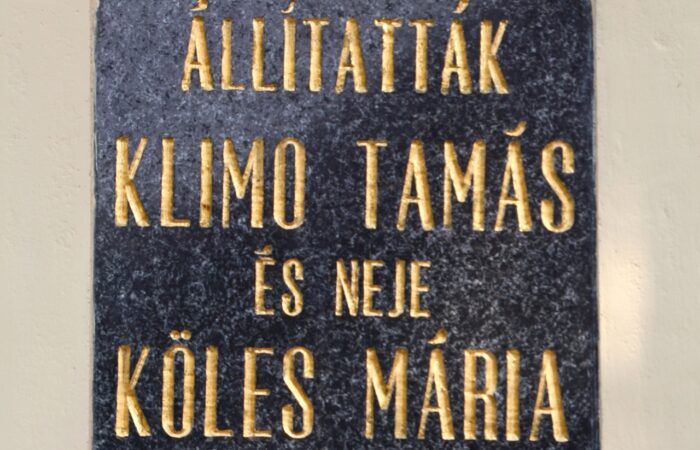 ÁLLÍTATTÁK
KLIMO TAMÁS
ÉS NEJE
KÖLES MÁRIA